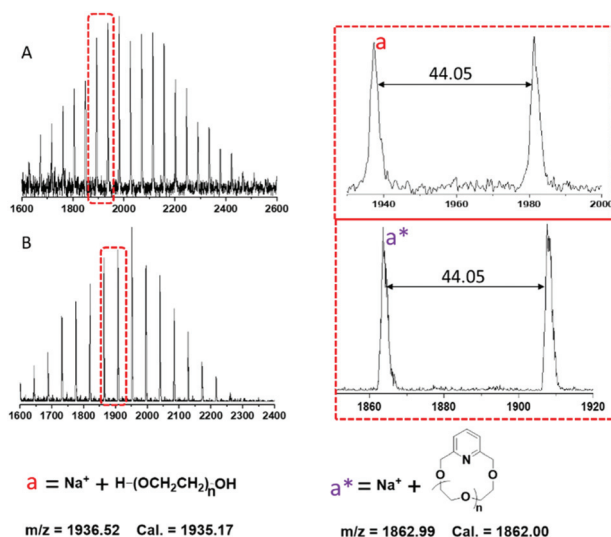 A
1600 1800 2000 2200 2400 2600
a
44.05
1940 1960 1980 2000
B
1600 1700 1800 1900 2000 2100 2200 2300 2400
a*
44.05
1860 1880 1900 1920
a = Na⁺ + H-(OCH₂CH₂)ₙOH
m/z = 1936.52 Cal. = 1935.17
a* = Na⁺ +
N
O
O
O
n
m/z = 1862.99 Cal. = 1862.00